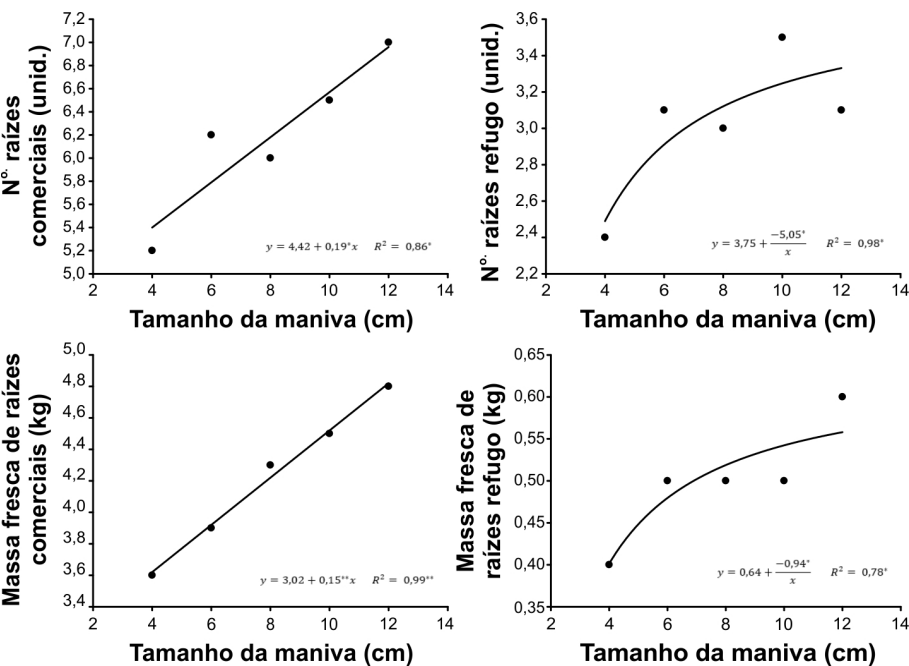 Nº. raízes
comerciais (unid.)
7,2
7,0
6,8
6,6
6,4
6,2
6,0
5,8
5,6
5,4
5,2
5,0
y = 4,42 + 0,19*x R² = 0,86*
2 4 6 8 10 12 14
Tamanho da maniva (cm)
Nº. raízes refugo (unid.)
3,6
3,4
3,2
3,0
2,8
2,6
2,4
2,2
y = 3,75 + −5,05*/x R² = 0,98*
2 4 6 8 10 12 14
Tamanho da maniva (cm)
Massa fresca de raízes
comerciais (kg)
5,0
4,8
4,6
4,4
4,2
4,0
3,8
3,6
3,4
y = 3,02 + 0,15**x R² = 0,99**
2 4 6 8 10 12 14
Tamanho da maniva (cm)
Massa fresca de
raízes refugo (kg)
0,65
0,60
0,55
0,50
0,45
0,40
0,35
y = 0,64 + −0,94*/x R² = 0,78*
2 4 6 8 10 12 14
Tamanho da maniva (cm)